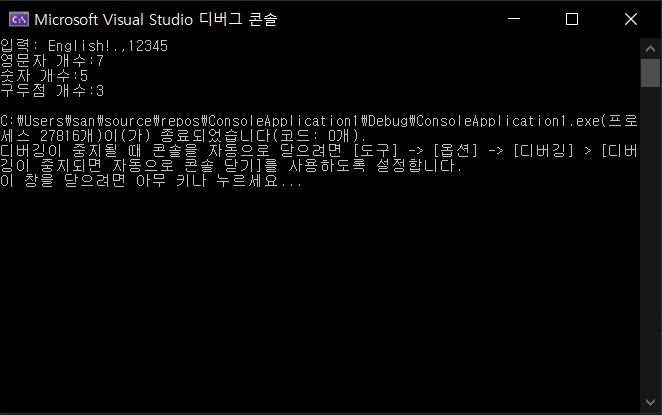 Microsoft Visual Studio 디버그 콘솔
입력: English!.,12345
영문자 개수:7
숫자 개수:5
구두점 개수:3
C:₩Users₩san₩source₩repos₩ConsoleApplication1₩Debug₩ConsoleApplication1.exe(프로
세스 27816개)이(가) 종료되었습니다(코드: 0개).
디버깅이 중지될 때 콘솔을 자동으로 닫으려면 [도구] -> [옵션] -> [디버깅] > [디버
깅이 중지되면 자동으로 콘솔 닫기]를 사용하도록 설정합니다.
이 창을 닫으려면 아무 키나 누르세요...